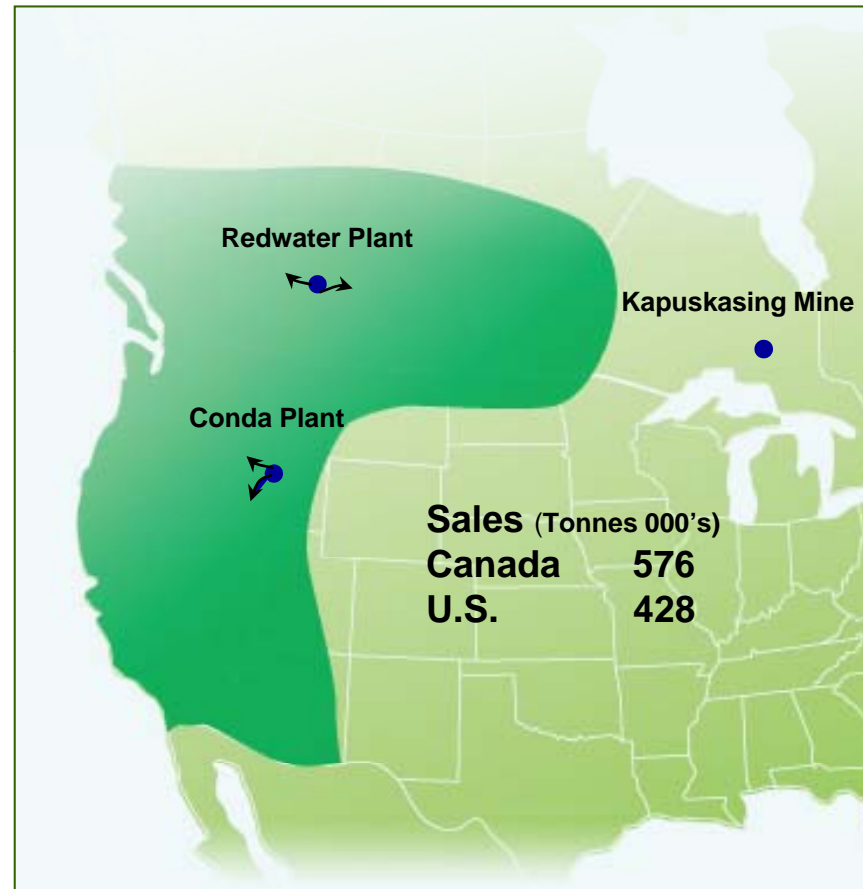 Redwater Plant
Kapuskasing Mine
Conda Plant
Sales (Tonnes 000’s)
Canada 576
U.S. 428